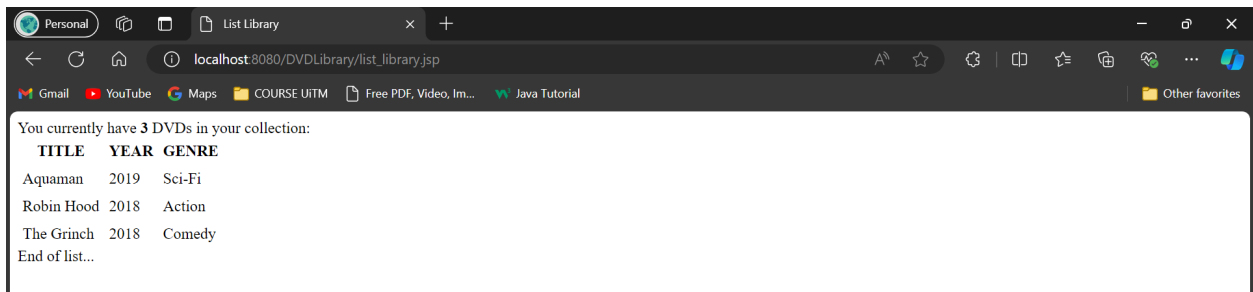 Personal List Library
localhost:8080/DVDLibrary/list_library.jsp
Gmail YouTube Maps COURSE UiTM Free PDF, Video, Im... Java Tutorial Other favorites
You currently have 3 DVDs in your collection:
TITLE YEAR GENRE
Aquaman 2019 Sci-Fi
Robin Hood 2018 Action
The Grinch 2018 Comedy
End of list...